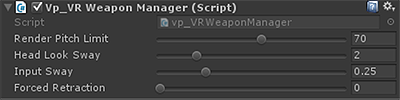 Vp_VR Weapon Manager (Script)
Script vp_VRWeaponManager
Render Pitch Limit 70
Head Look Sway 2
Input Sway 0.25
Forced Retraction 0